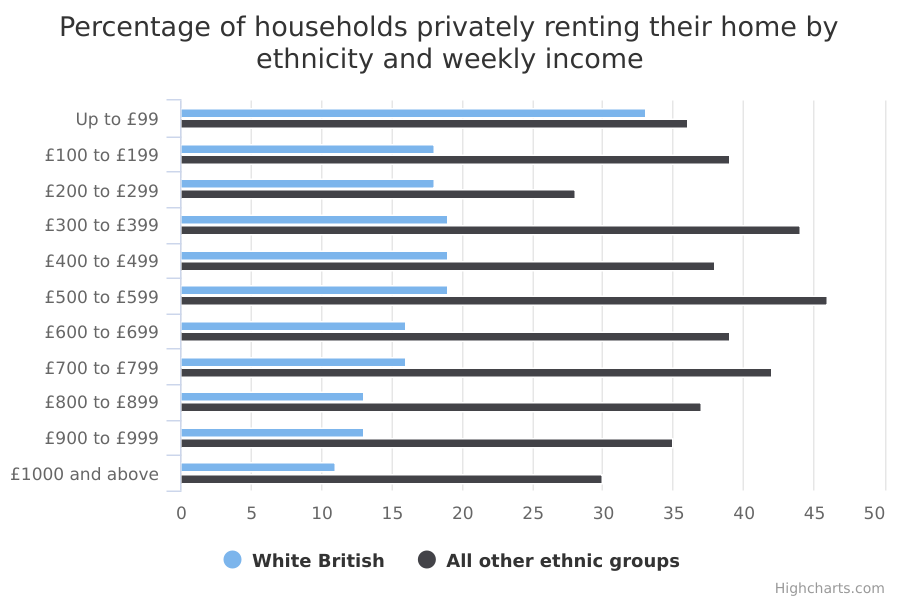 Percentage of households privately renting their home by
ethnicity and weekly income
Up to £99
£100 to £199
£200 to £299
£300 to £399
£400 to £499
£500 to £599
£600 to £699
£700 to £799
£800 to £899
£900 to £999
£1000 and above
0 5 10 15 20 25 30 35 40 45 50
White British All other ethnic groups
Highcharts.com